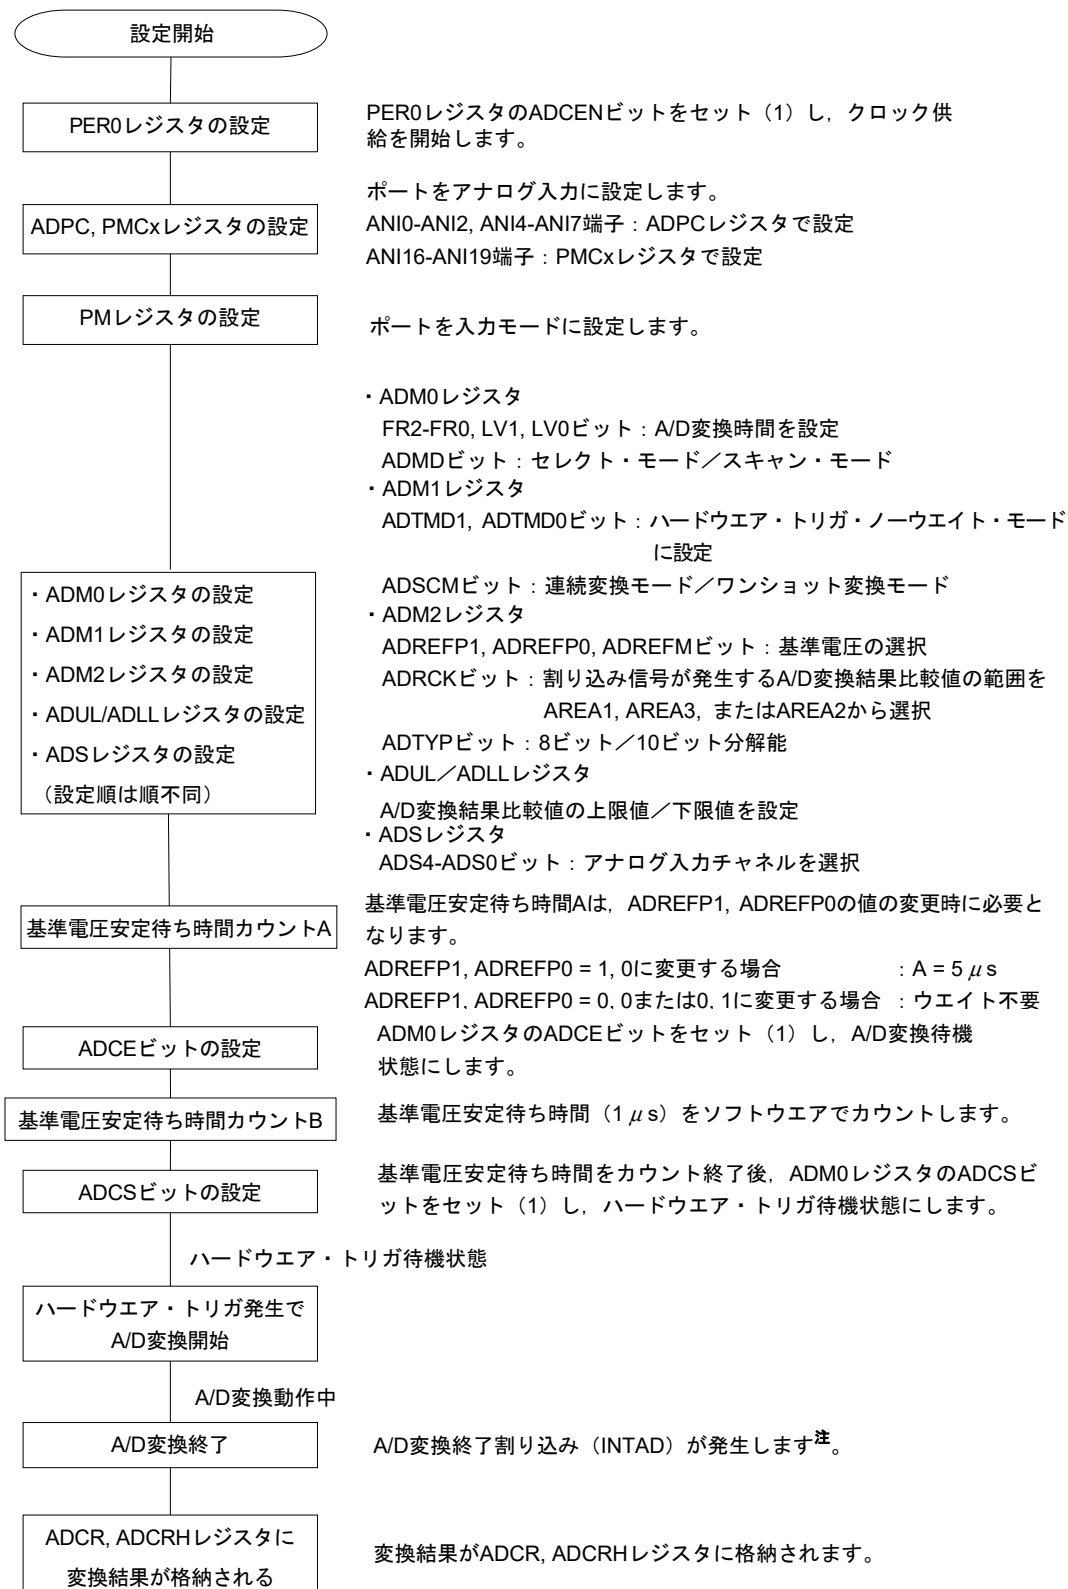 設定開始
PER0レジスタの設定
PER0レジスタのADCENビットをセット（1）し，クロック供
給を開始します。
ADPC, PMCxレジスタの設定
ポートをアナログ入力に設定します。
ANI0-ANI2, ANI4-ANI7端子：ADPCレジスタで設定
ANI16-ANI19端子：PMCxレジスタで設定
PMレジスタの設定
ポートを入力モードに設定します。
・ADM0レジスタの設定
・ADM1レジスタの設定
・ADM2レジスタの設定
・ADUL/ADLLレジスタの設定
・ADSレジスタの設定
（設定順は順不同）
・ADM0レジスタ
FR2-FR0, LV1, LV0ビット：A/D変換時間を設定
ADMDビット：セレクト・モード／スキャン・モード
・ADM1レジスタ
ADTMD1, ADTMD0ビット：ハードウエア・トリガ・ノーウエイト・モード
に設定
ADSCMビット：連続変換モード／ワンショット変換モード
・ADM2レジスタ
ADREFP1, ADREFP0, ADREFMビット：基準電圧の選択
ADRCKビット：割り込み信号が発生するA/D変換結果比較値の範囲を
AREA1, AREA3，またはAREA2から選択
ADTYPビット：8ビット／10ビット分解能
・ADUL／ADLLレジスタ
A/D変換結果比較値の上限値／下限値を設定
・ADSレジスタ
ADS4-ADS0ビット：アナログ入力チャネルを選択
基準電圧安定待ち時間カウントA
基準電圧安定待ち時間Aは，ADREFP1, ADREFP0の値の変更時に必要と
なります。
ADREFP1, ADREFP0 = 1, 0に変更する場合 ：A = 5 μs
ADREFP1, ADREFP0 = 0, 0または0, 1に変更する場合 ：ウエイト不要
ADCEビットの設定
ADM0レジスタのADCEビットをセット（1）し，A/D変換待機
状態にします。
基準電圧安定待ち時間カウントB
基準電圧安定待ち時間（1 μs）をソフトウエアでカウントします。
ADCSビットの設定
基準電圧安定待ち時間をカウント終了後，ADM0レジスタのADCSビ
ットをセット（1）し，ハードウエア・トリガ待機状態にします。
ハードウエア・トリガ待機状態
ハードウエア・トリガ発生で
A/D変換開始
A/D変換動作中
A/D変換終了
A/D変換終了割り込み（INTAD）が発生します注。
ADCR, ADCRHレジスタに
変換結果が格納される
変換結果がADCR, ADCRHレジスタに格納されます。